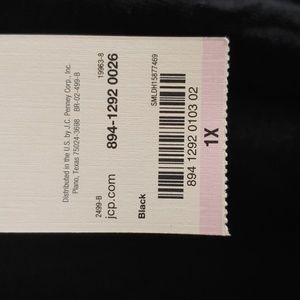 Distributed in the U.S. by J.C. Penney Corp., Inc.
Plano, Texas 75024-3698 BR-02-499-B
19963-8
894-1292 0026
2499-B
jcp.com
Black
SMLDH15877469
894 1292 0103 02
1X